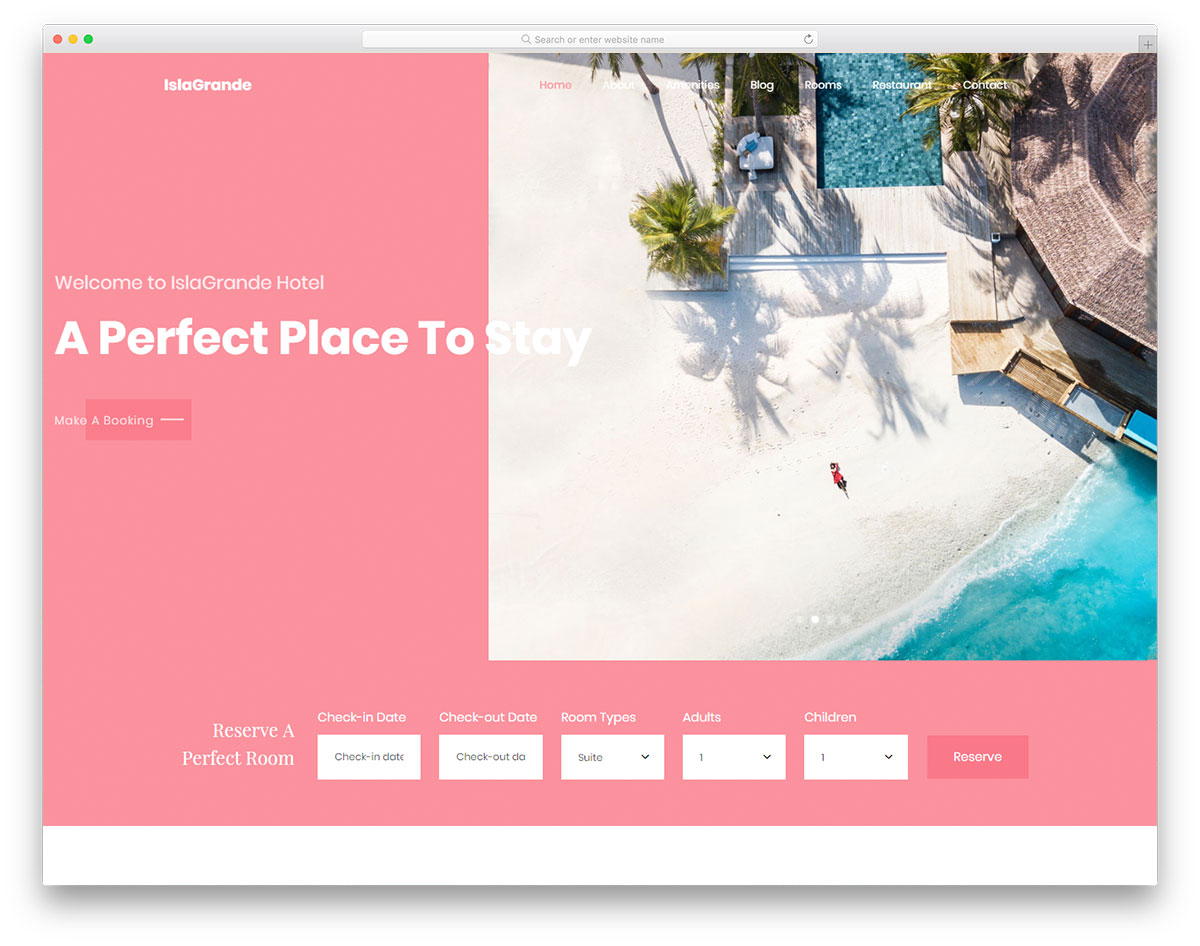 Search or enter website name
IslaGrande
Home About Amenities Blog Rooms Restaurant Contact
Welcome to IslaGrande Hotel
A Perfect Place To Stay
Make A Booking
Reserve A
Perfect Room
Check-in Date Check-out Date Room Types Adults Children
Check-in date Check-out da Suite 1 1 Reserve